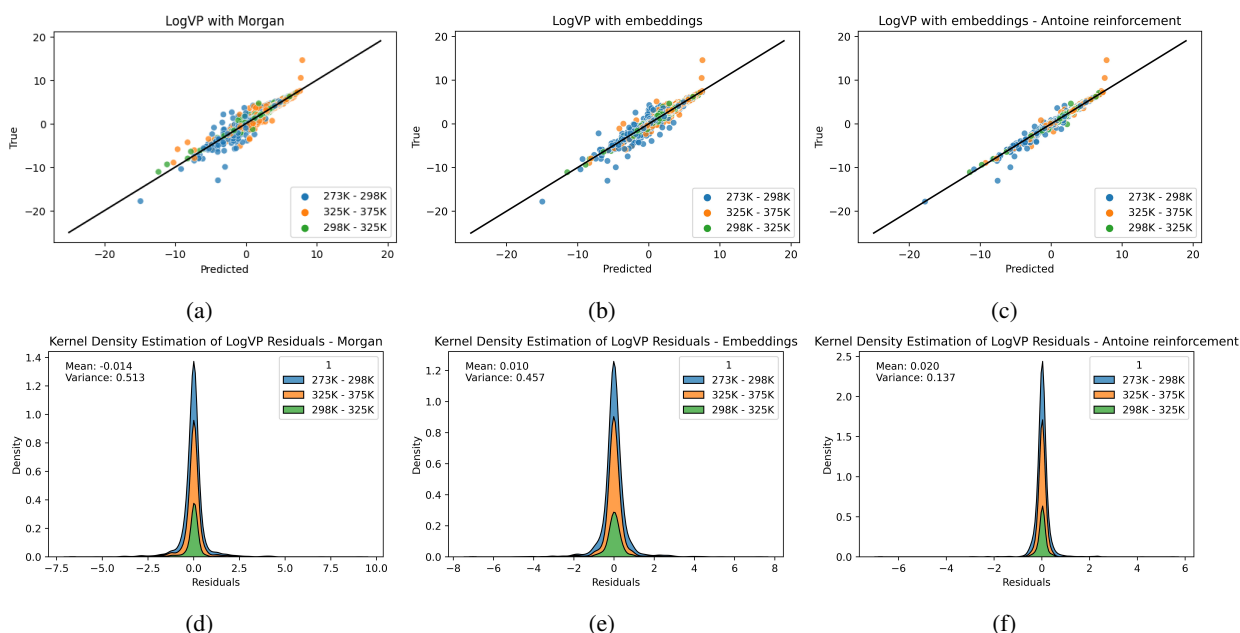 LogVP with Morgan
20
10
0
−10
−20
True
−20
−10
0
10
20
Predicted
273K - 298K
325K - 375K
298K - 325K
(a)
LogVP with embeddings
20
10
0
−10
−20
True
−20
−10
0
10
20
Predicted
273K - 298K
325K - 375K
298K - 325K
(b)
LogVP with embeddings - Antoine reinforcement
20
10
0
−10
−20
True
−20
−10
0
10
20
Predicted
273K - 298K
325K - 375K
298K - 325K
(c)
Kernel Density Estimation of LogVP Residuals - Morgan
Mean: -0.014
Variance: 0.513
1
273K - 298K
325K - 375K
298K - 325K
1.4
1.2
1.0
0.8
0.6
0.4
0.2
0.0
Density
−7.5
−5.0
−2.5
0.0
2.5
5.0
7.5
10.0
Residuals
(d)
Kernel Density Estimation of LogVP Residuals - Embeddings
Mean: 0.010
Variance: 0.457
1
273K - 298K
325K - 375K
298K - 325K
1.2
1.0
0.8
0.6
0.4
0.2
0.0
Density
−8
−6
−4
−2
0
2
4
6
8
Residuals
(e)
Kernel Density Estimation of LogVP Residuals - Antoine reinforcement
Mean: 0.020
Variance: 0.137
1
273K - 298K
325K - 375K
298K - 325K
2.5
2.0
1.5
1.0
0.5
0.0
Density
−6
−4
−2
0
2
4
6
Residuals
(f)